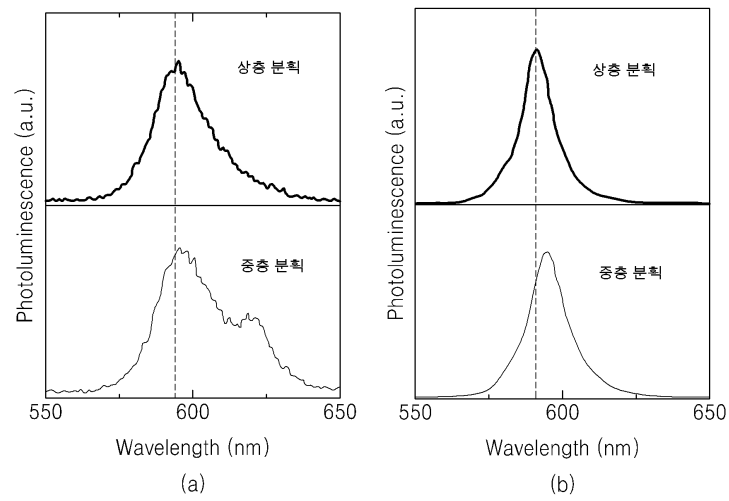 Photoluminescence (a.u.)
상층 분획
중층 분획
550
600
650
Wavelength (nm)
(a)
Photoluminescence (a.u.)
상층 분획
중층 분획
550
600
650
Wavelength (nm)
(b)